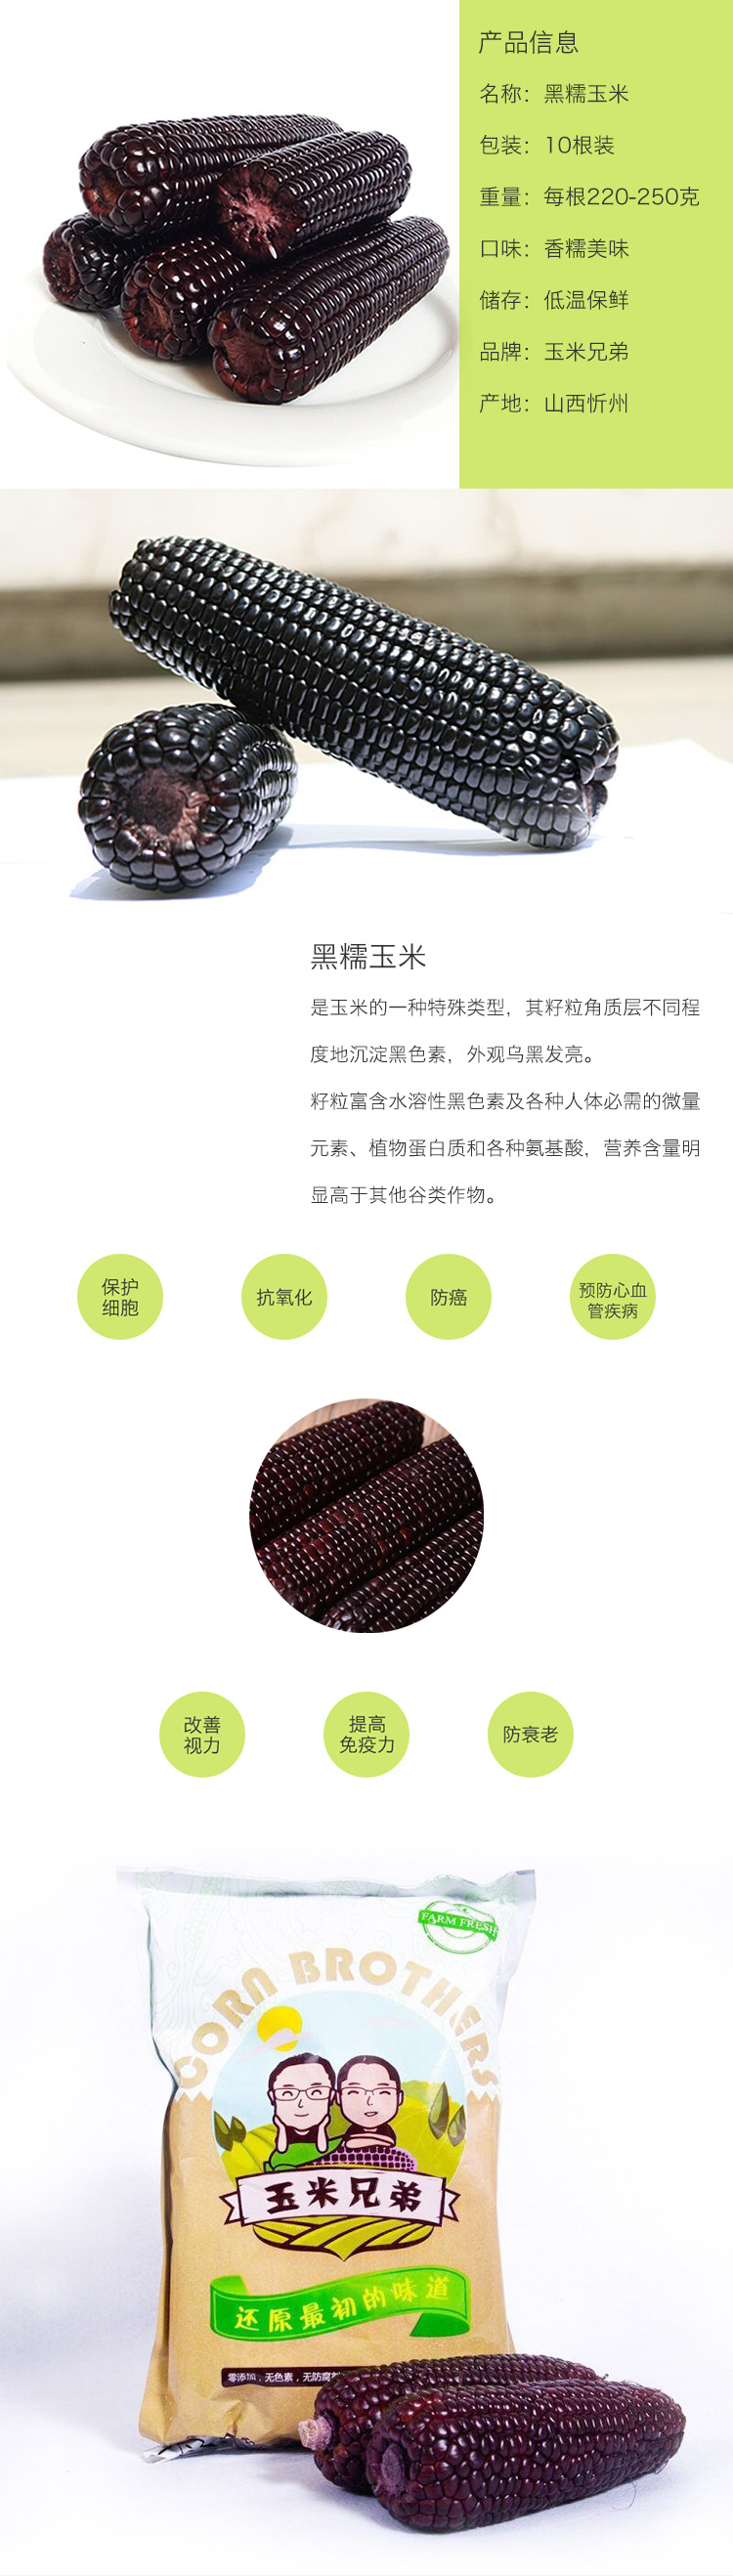 产品信息
名称：黑糯玉米
包装：10根装
重量：每根220-250克
口味：香糯美味
储存：低温保鲜
品牌：玉米兄弟
产地：山西忻州
黑糯玉米
是玉米的一种特殊类型，其籽粒角质层不同程
度地沉淀黑色素，外观乌黑发亮。
籽粒富含水溶性黑色素及各种人体必需的微量
元素、植物蛋白质和各种氨基酸，营养含量明
显高于其他谷类作物。
保护
细胞
抗氧化
防癌
预防心血
管疾病
改善
视力
提高
免疫力
防衰老
FARM FRESH
CORN BROTHERS
玉米兄弟
还原最初的味道
零添加，无色素，无防腐